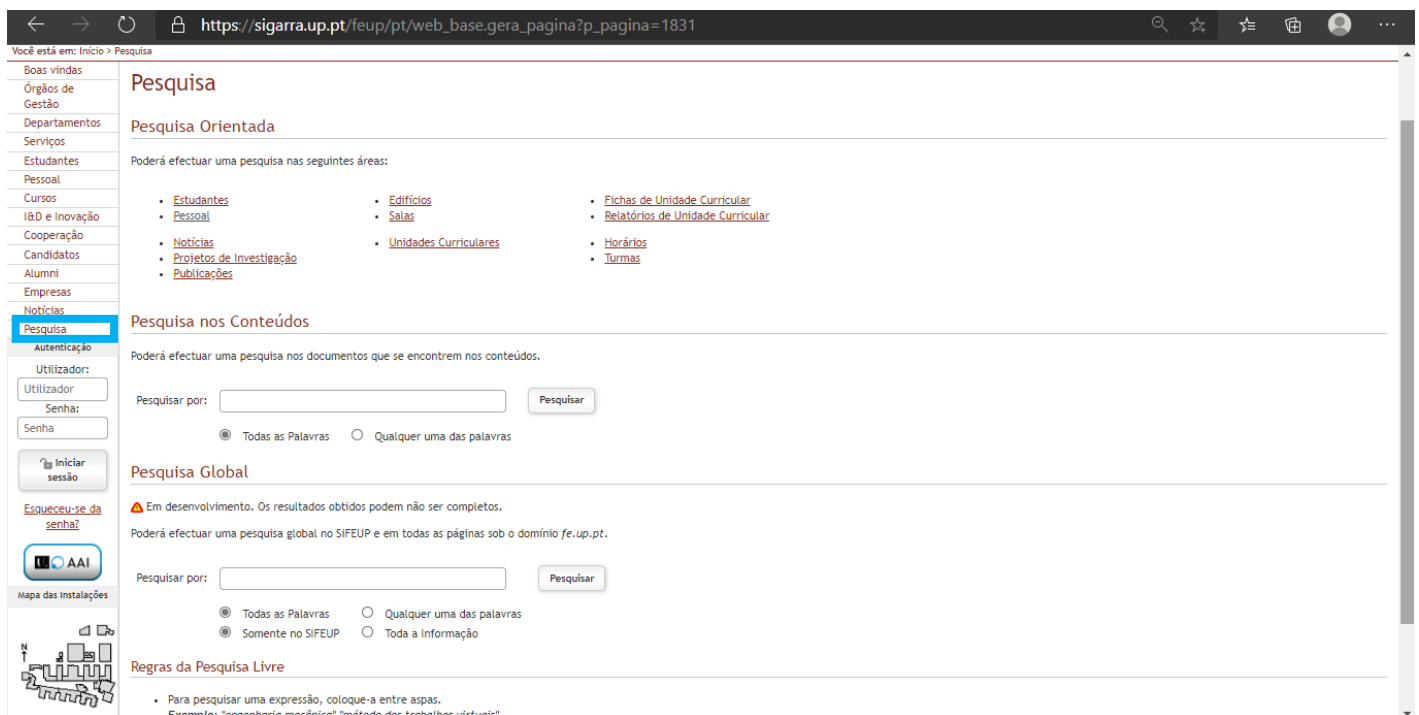 https://sigarra.up.pt/feup/pt/web_base.gera_pagina?p_pagina=1831
Você está em: Início > Pesquisa
Boas vindas
Órgãos de
Gestão
Departamentos
Serviços
Estudantes
Pessoal
Cursos
I&D e Inovação
Cooperação
Candidatos
Alumni
Empresas
Notícias
Pesquisa
Autenticação
Utilizador:
Utilizador
Senha:
Senha
Iniciar
sessão
Esqueceu-se da
senha?
AAI
Mapa das Instalações
N
Pesquisa
Pesquisa Orientada
Poderá efectuar uma pesquisa nas seguintes áreas:
• Estudantes
• Pessoal
• Notícias
• Projetos de Investigação
• Publicações
• Edifícios
• Salas
• Unidades Curriculares
• Fichas de Unidade Curricular
• Relatórios de Unidade Curricular
• Horários
• Turmas
Pesquisa nos Conteúdos
Poderá efectuar uma pesquisa nos documentos que se encontrem nos conteúdos.
Pesquisar por: Pesquisar
Todas as Palavras Qualquer uma das palavras
Pesquisa Global
Em desenvolvimento. Os resultados obtidos podem não ser completos.
Poderá efectuar uma pesquisa global no SiFEUP e em todas as páginas sob o domínio fe.up.pt.
Pesquisar por: Pesquisar
Todas as Palavras Qualquer uma das palavras
Somente no SIFEUP Toda a Informação
Regras da Pesquisa Livre
• Para pesquisar uma expressão, coloque-a entre aspas.
Exemplo: "engenharia mecânica" "método dos trabalhos virtuais"